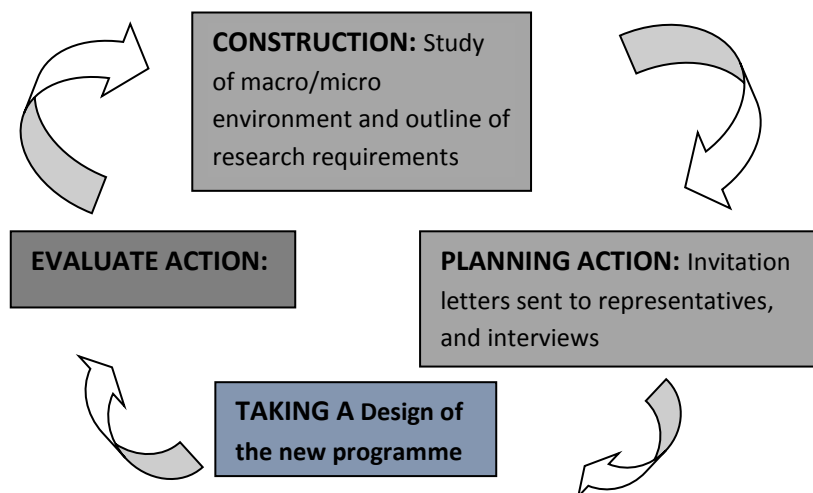 CONSTRUCTION: Study
of macro/micro
environment and outline of
research requirements
EVALUATE ACTION:
PLANNING ACTION: Invitation
letters sent to representatives,
and interviews
TAKING A Design of
the new programme